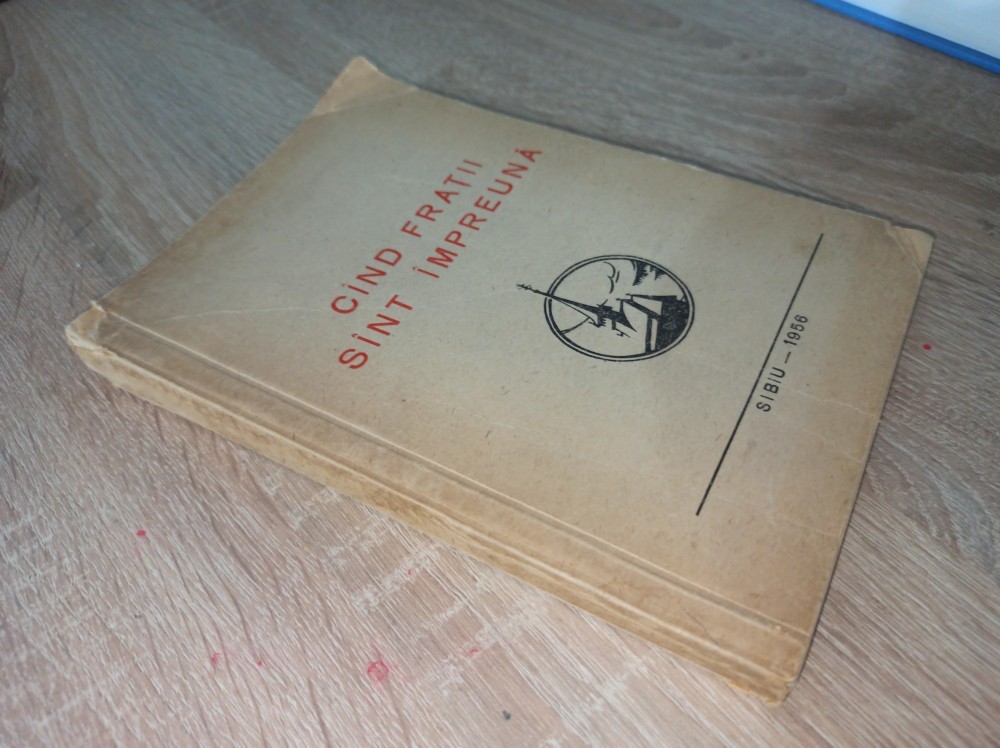 CÎND FRAȚII
SÎNT ÎMPREUNĂ
SIBIU – 1956